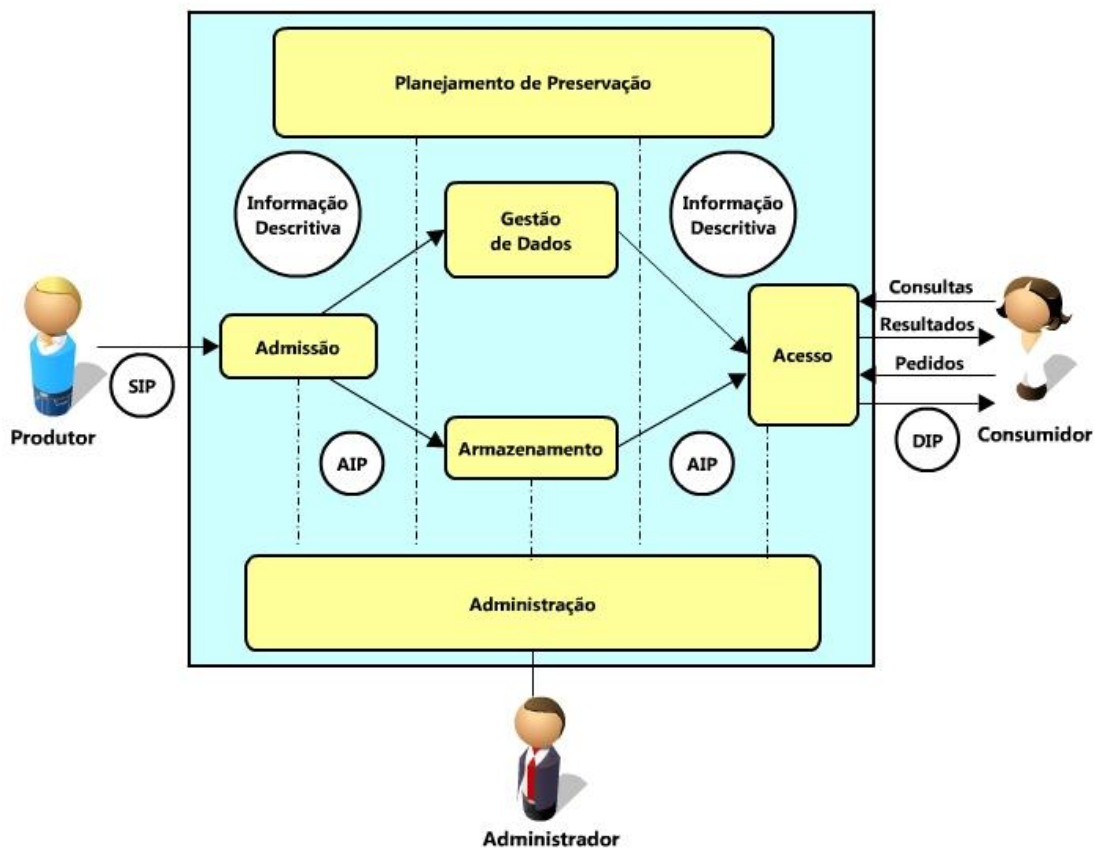 Planejamento de Preservação
Informação
Descritiva
Gestão
de Dados
Informação
Descritiva
Produtor
SIP
Admissão
AIP
Armazenamento
AIP
Acesso
Consultas
Resultados
Pedidos
DIP
Consumidor
Administração
Administrador